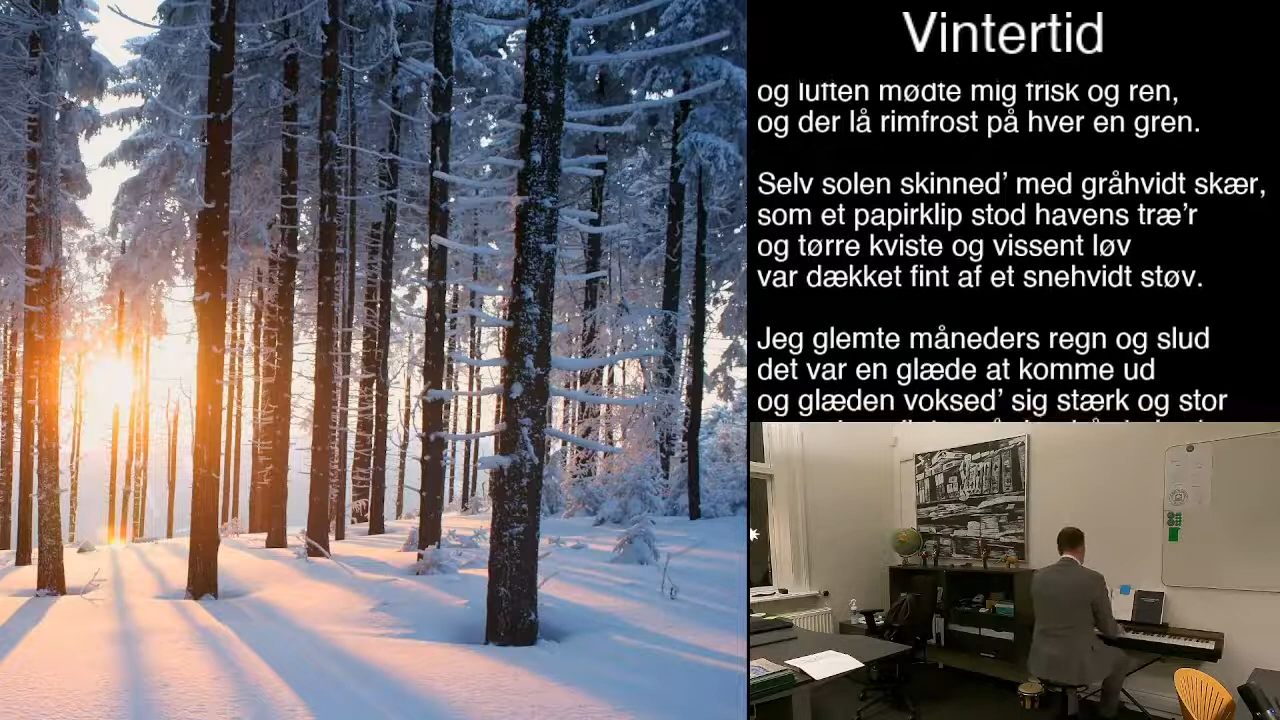 Vintertid
og luften mødte mig frisk og ren,
og der lå rimfrost på hver en gren.
Selv solen skinned’ med gråhvidt skær,
som et papirklip stod havens træ’r
og tørre kviste og vissent løv
var dækket fint af et snehvidt støv.
Jeg glemte måneders regn og slud
det var en glæde at komme ud
og glæden voksed’ sig stærk og stor